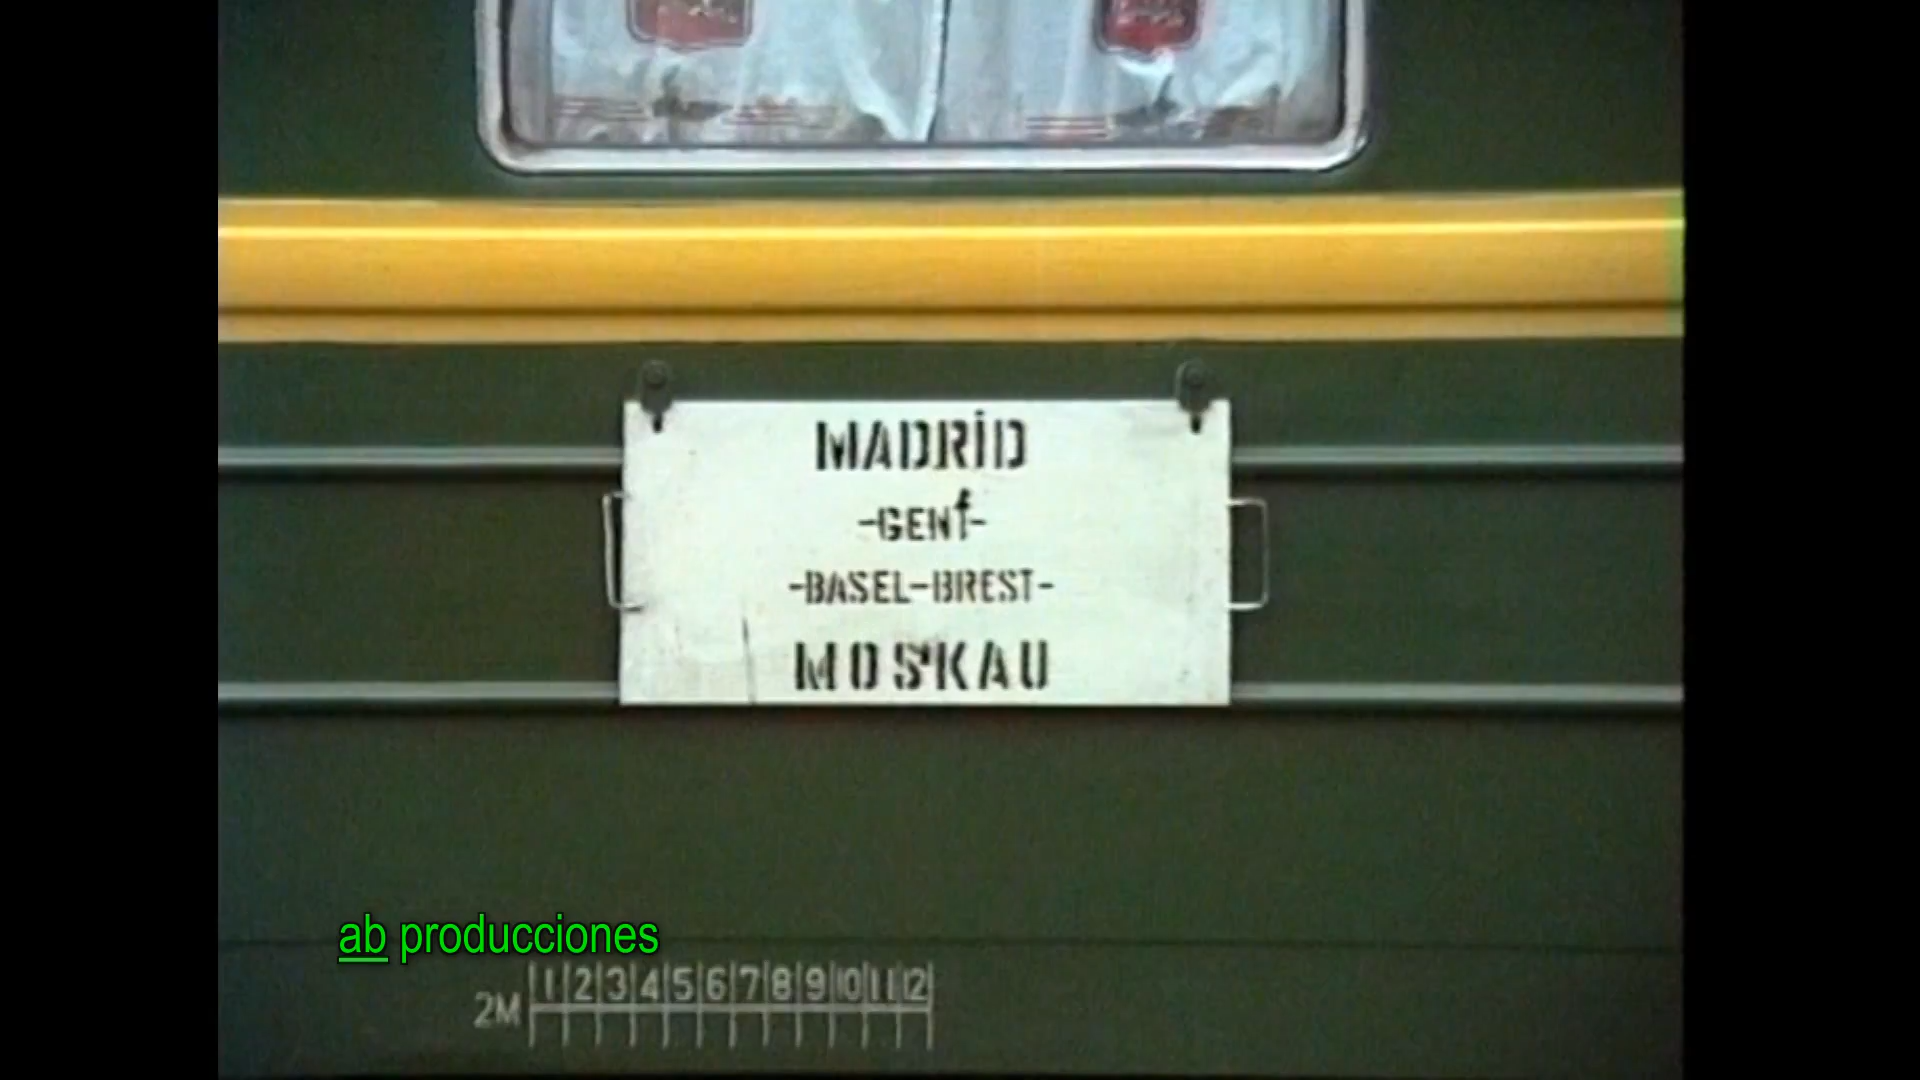 MADRİD
-GENf-
-BASEL-BREST-
MOSKAU
ab producciones
1 2 3 4 5 6 7 8 9 10 11 12
2M